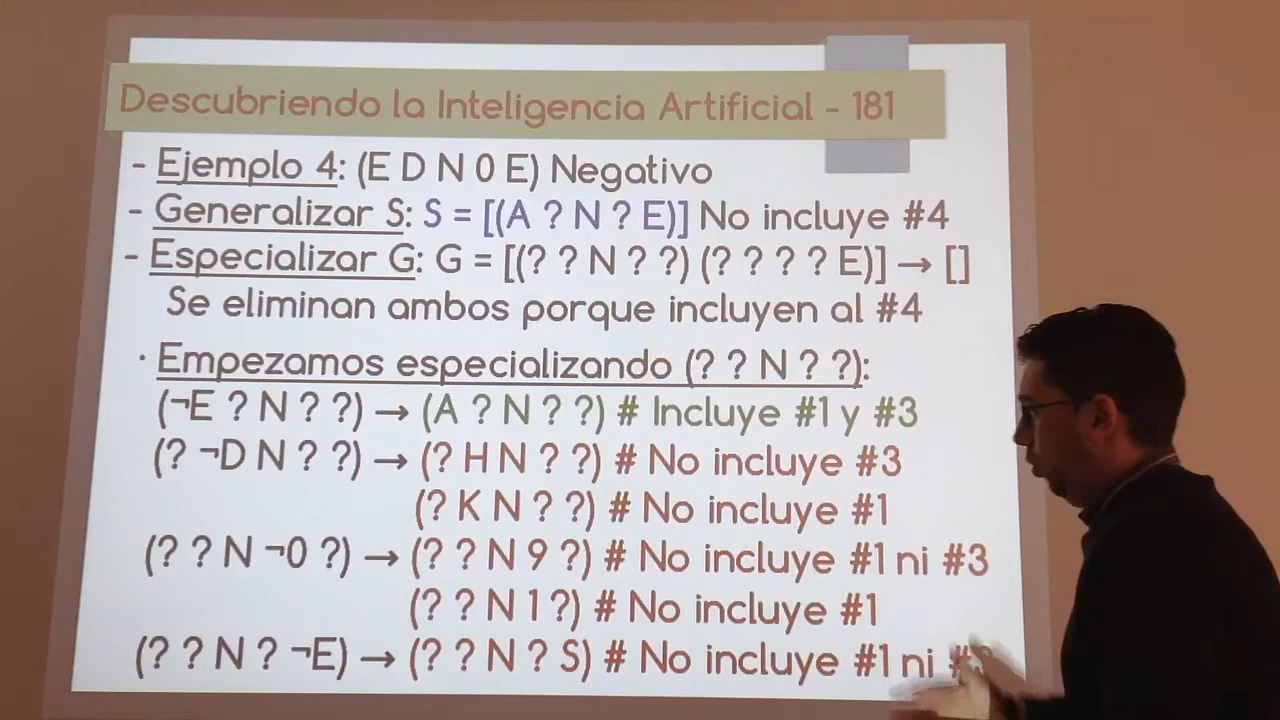 Descubriendo la Inteligencia Artificial - 181
- Ejemplo 4: (E D N 0 E) Negativo
- Generalizar S: S = [(A ? N ? E)] No incluye #4
- Especializar G: G = [(? ? N ? ?) (? ? ? ? E)] → []
Se eliminan ambos porque incluyen al #4
· Empezamos especializando (? ? N ? ?):
(¬E ? N ? ?) → (A ? N ? ?) # Incluye #1 y #3
(? ¬D N ? ?) → (? H N ? ?) # No incluye #3
(? K N ? ?) # No incluye #1
(? ? N ¬0 ?) → (? ? N 9 ?) # No incluye #1 ni #3
(? ? N 1 ?) # No incluye #1
(? ? N ? ¬E) → (? ? N ? S) # No incluye #1 ni